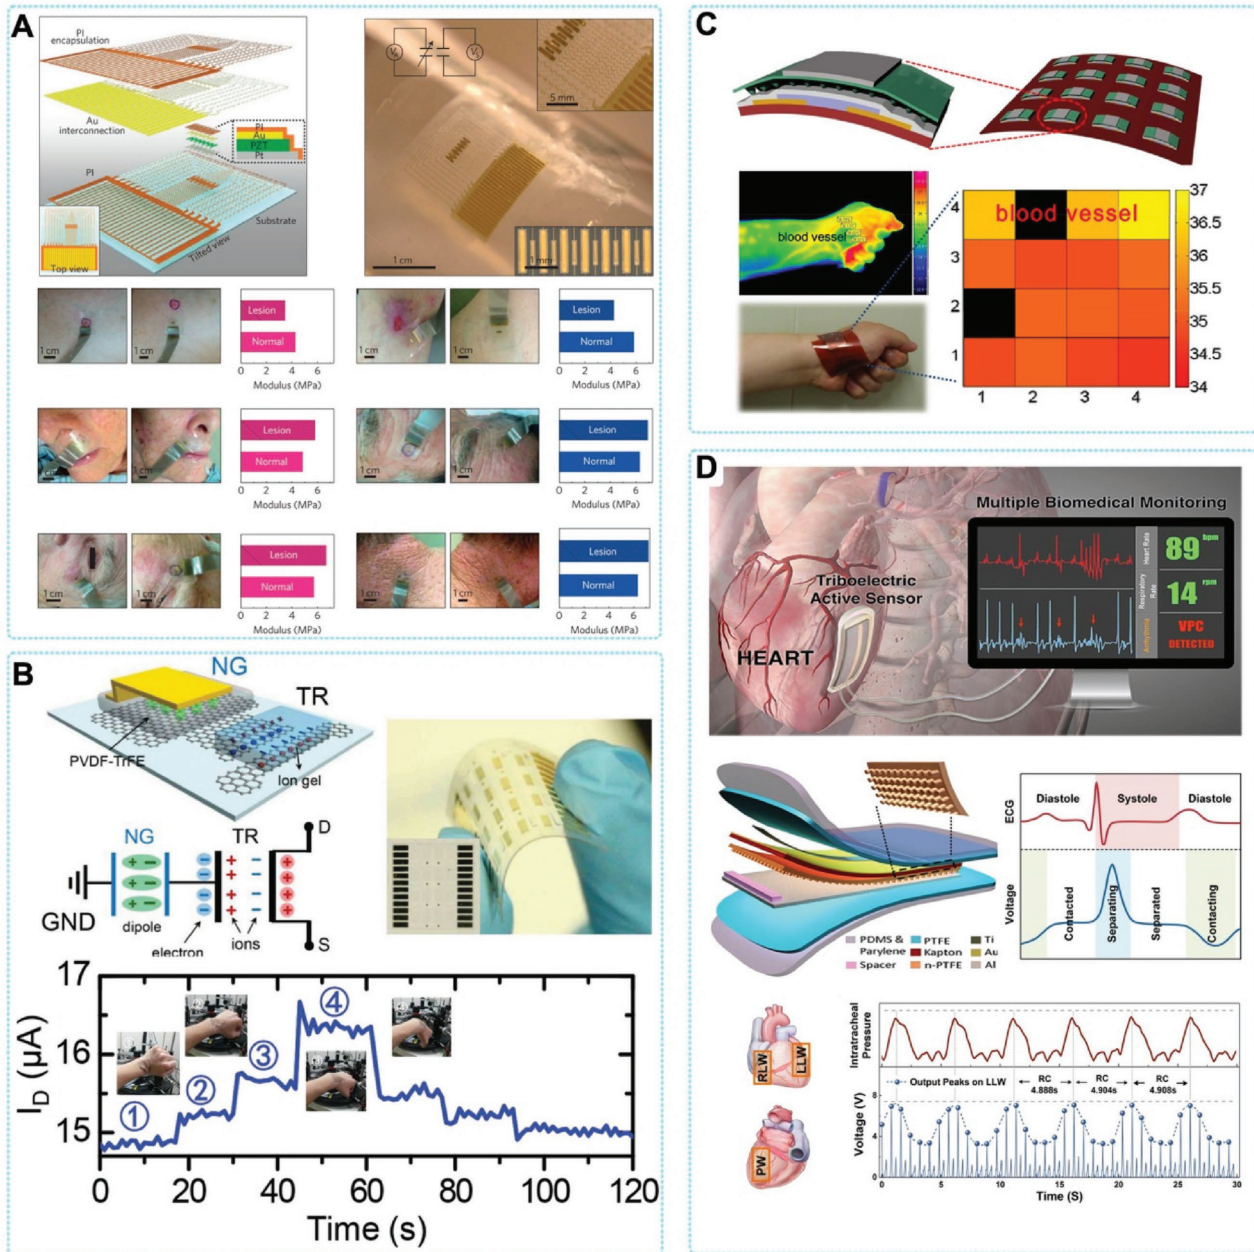 A
PI
encapsulation
Au
interconnection
PI
Au
PZT
Pt
PI
Substrate
Tilted view
Top view
5 mm
1 cm
1 mm
1 cm
1 cm
Lesion
Normal
0 2 4 6
Modulus (MPa)
1 cm
1 cm
Lesion
Normal
0 2 4 6
Modulus (MPa)
1 cm
Lesion
Normal
0 2 4 6
Modulus (MPa)
1 cm
1 cm
Lesion
Normal
0 2 4 6
Modulus (MPa)
1 cm
1 cm
Lesion
Normal
0 2 4 6
Modulus (MPa)
1 cm
1 cm
Lesion
Normal
0 2 4 6
Modulus (MPa)
B
NG
TR
PVDF-TrFE
Ion gel
NG
TR
D
GND
dipole
electron
ions
S
17
16
15
I_D (μA)
① ② ③ ④
0 20 40 60 80 100 120
Time (s)
C
blood vessel
blood vessel
4
3
2
1
1 2 3 4
37
36.5
36
35.5
35
34.5
34
D
Multiple Biomedical Monitoring
Triboelectric
Active Sensor
HEART
Heart Rate
89 bpm
Respiratory
Rate
14 rpm
Arrhythmia
VPC
DETECTED
PDMS &
Parylene
Spacer
PTFE
Kapton
n-PTFE
Ti
Au
Al
ECG
Diastole
Systole
Diastole
Voltage
Contacted
Separating
Separated
Contacting
RLW
LLW
PW
Intratracheal
Pressure
Output Peaks on LLW
RC
4.888s
RC
4.904s
RC
4.908s
Voltage (V)
8
4
0
0 5 10 15 20 25 30
Time (S)